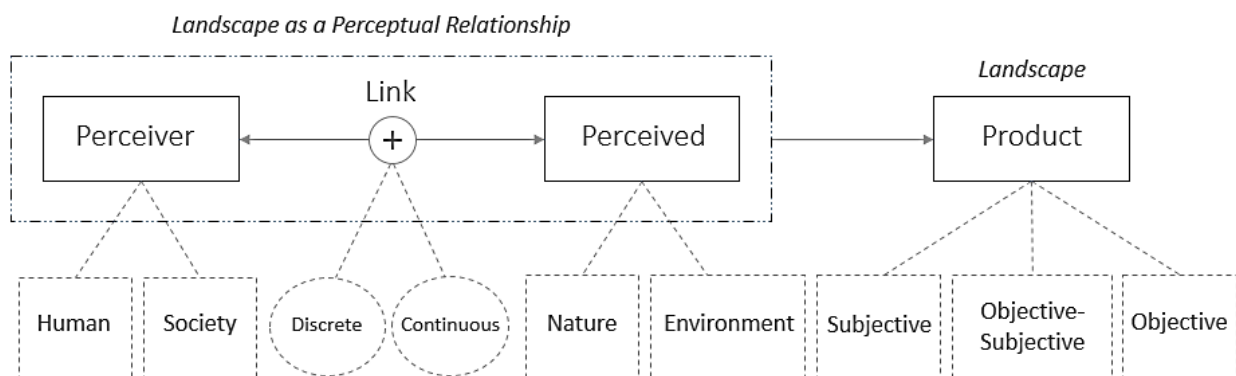 Landscape as a Perceptual Relationship
Landscape
Link
Perceiver
+
Perceived
Product
Human
Society
Discrete
Continuous
Nature
Environment
Subjective
Objective-
Subjective
Objective